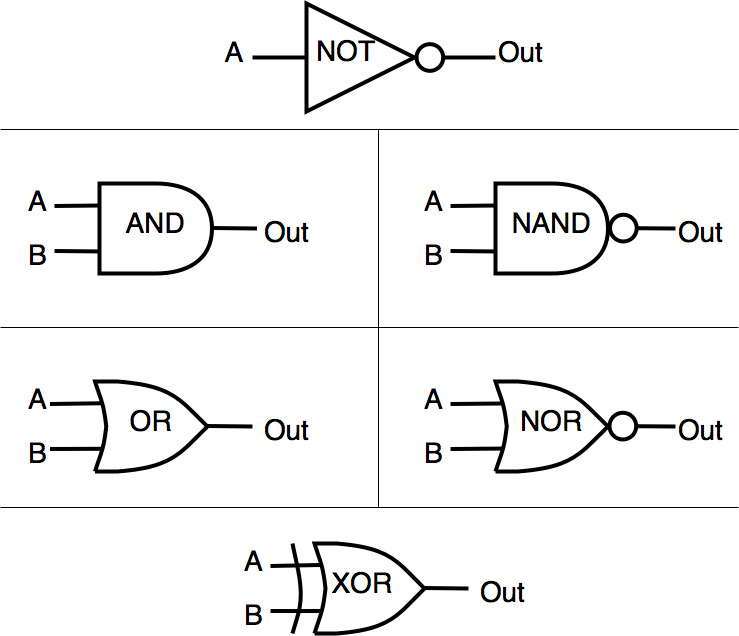 A NOT Out
A AND Out
B
A NAND Out
B
A OR Out
B
A NOR Out
B
A XOR Out
B